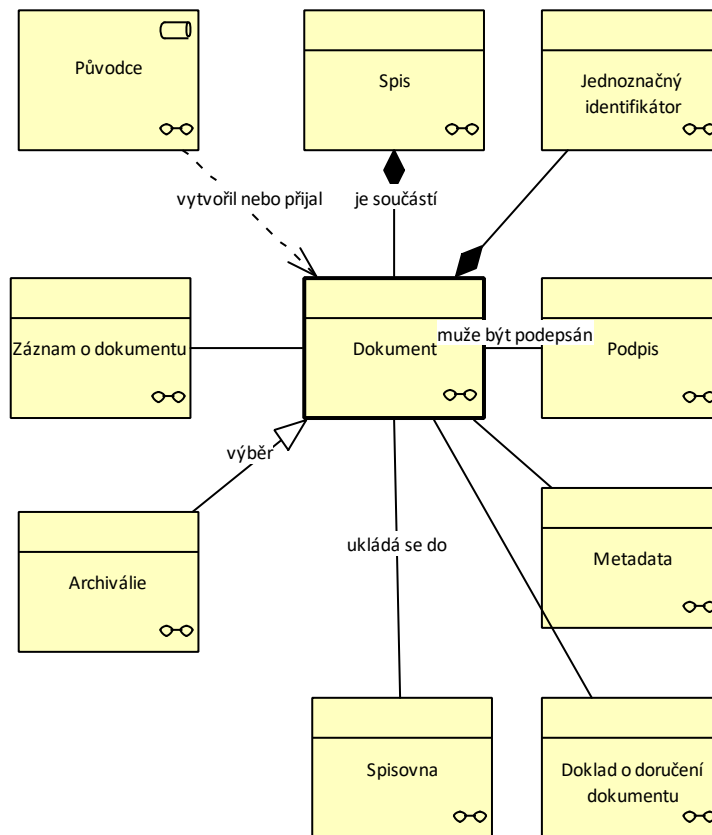 Původce
Spis
Jednoznačný
identifikátor
vytvořil nebo přijal
je součástí
Záznam o dokumentu
Dokument
muže být podepsán
Podpis
výběr
Archiválie
ukládá se do
Metadata
Spisovna
Doklad o doručení
dokumentu